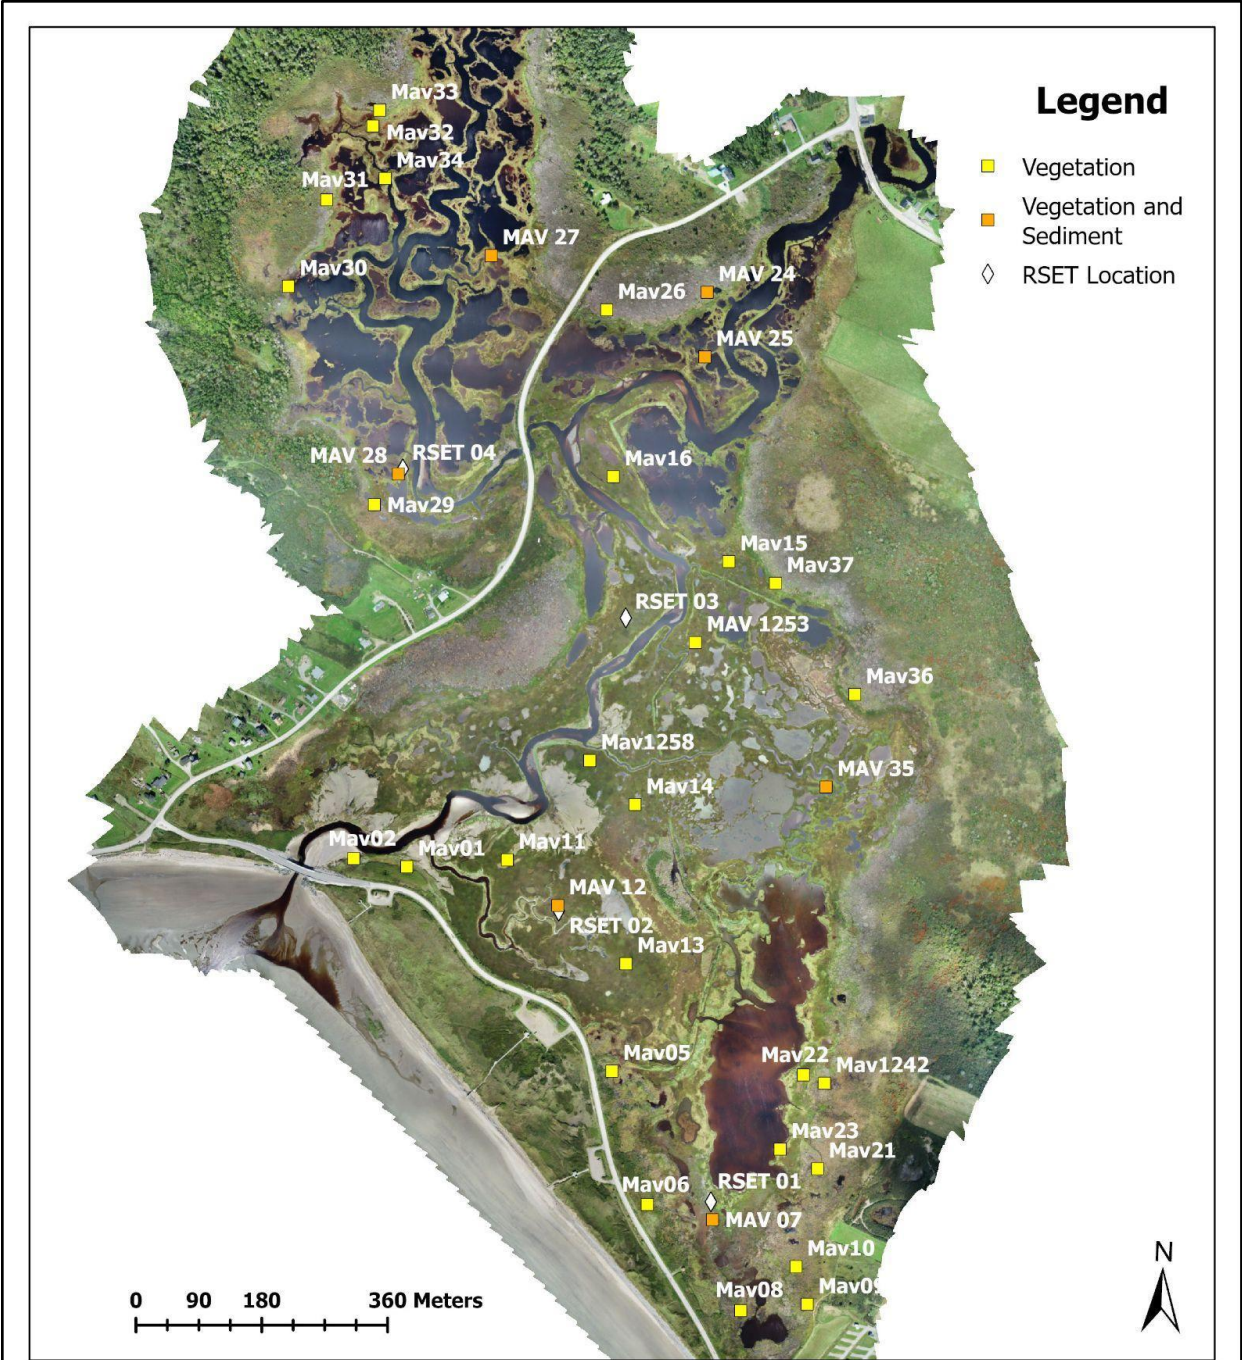 Legend
Vegetation
Vegetation and
Sediment
RSET Location
Mav33
Mav32
Mav34
Mav31
MAV 27
Mav30
MAV 24
Mav26
MAV 25
MAV 28
RSET 04
Mav16
Mav29
Mav15
Mav37
RSET 03
MAV 1253
Mav36
Mav1258
MAV 35
Mav14
Mav02
Mav01
Mav11
MAV 12
RSET 02
Mav13
Mav05
Mav22
Mav1242
Mav23
Mav21
Mav06
RSET 01
MAV 07
Mav10
Mav08
Mav09
N
0 90 180 360 Meters